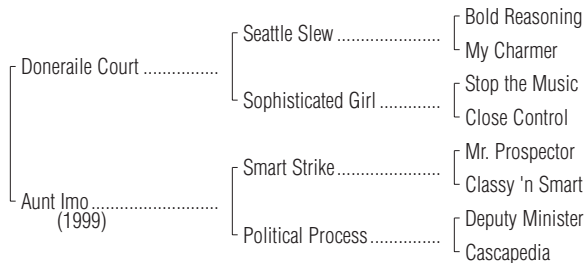 Bold Reasoning
Seattle Slew ..................
My Charmer
Doneraile Court ................
Stop the Music
Sophisticated Girl .............
Close Control
Mr. Prospector
Smart Strike ..................
Classy 'n Smart
Aunt Imo ...........................
(1999)
Deputy Minister
Political Process ...............
Cascapedia